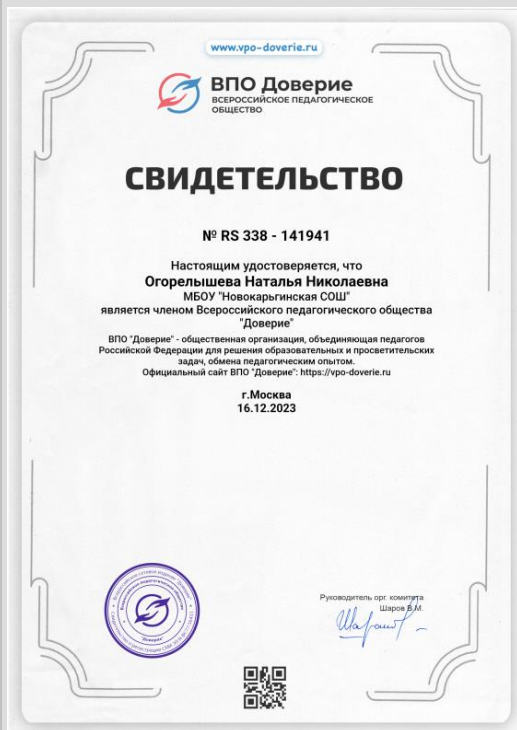 www.vpo-doverie.ru
ВПО Доверие
ВСЕРОССИЙСКОЕ ПЕДАГОГИЧЕСКОЕ
ОБЩЕСТВО
СВИДЕТЕЛЬСТВО
№ RS 338 - 141941
Настоящим удостоверяется, что
Огорелышева Наталья Николаевна
МБОУ "Новокарьгинская СОШ"
является членом Всероссийского педагогического общества
"Доверие"
ВПО "Доверие" - общественная организация, объединяющая педагогов
Российской Федерации для решения образовательных и просветительских
задач, обмена педагогическим опытом.
Официальный сайт ВПО "Доверие": https://vpo-doverie.ru
г.Москва
16.12.2023
Руководитель орг. комитета
Шаров В.М.
"Доверие"